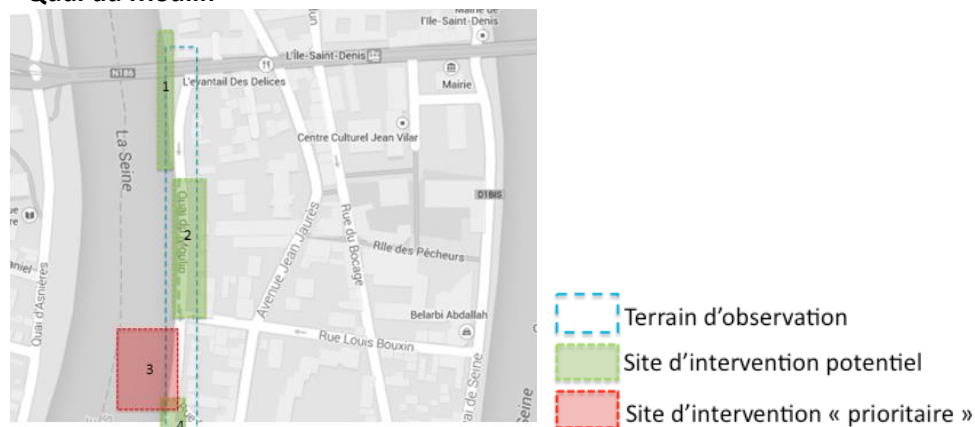 Quai du Moulin
Mairie de
l'Ile-Saint-Denis
L'Île-Saint-Denis
N186
1
L'evantail Des Delices
Mairie
La Seine
Centre Culturel Jean Vilar
D1BIS
Quai du Moulin
2
Avenue Jean Jaurès
Rue du Bocage
Rlle des Pêcheurs
Quai d'Asnières
Belarbi Abdallah
Rue Louis Bouxin
3
4
Terrain d'observation
Site d'intervention potentiel
Site d'intervention « prioritaire »